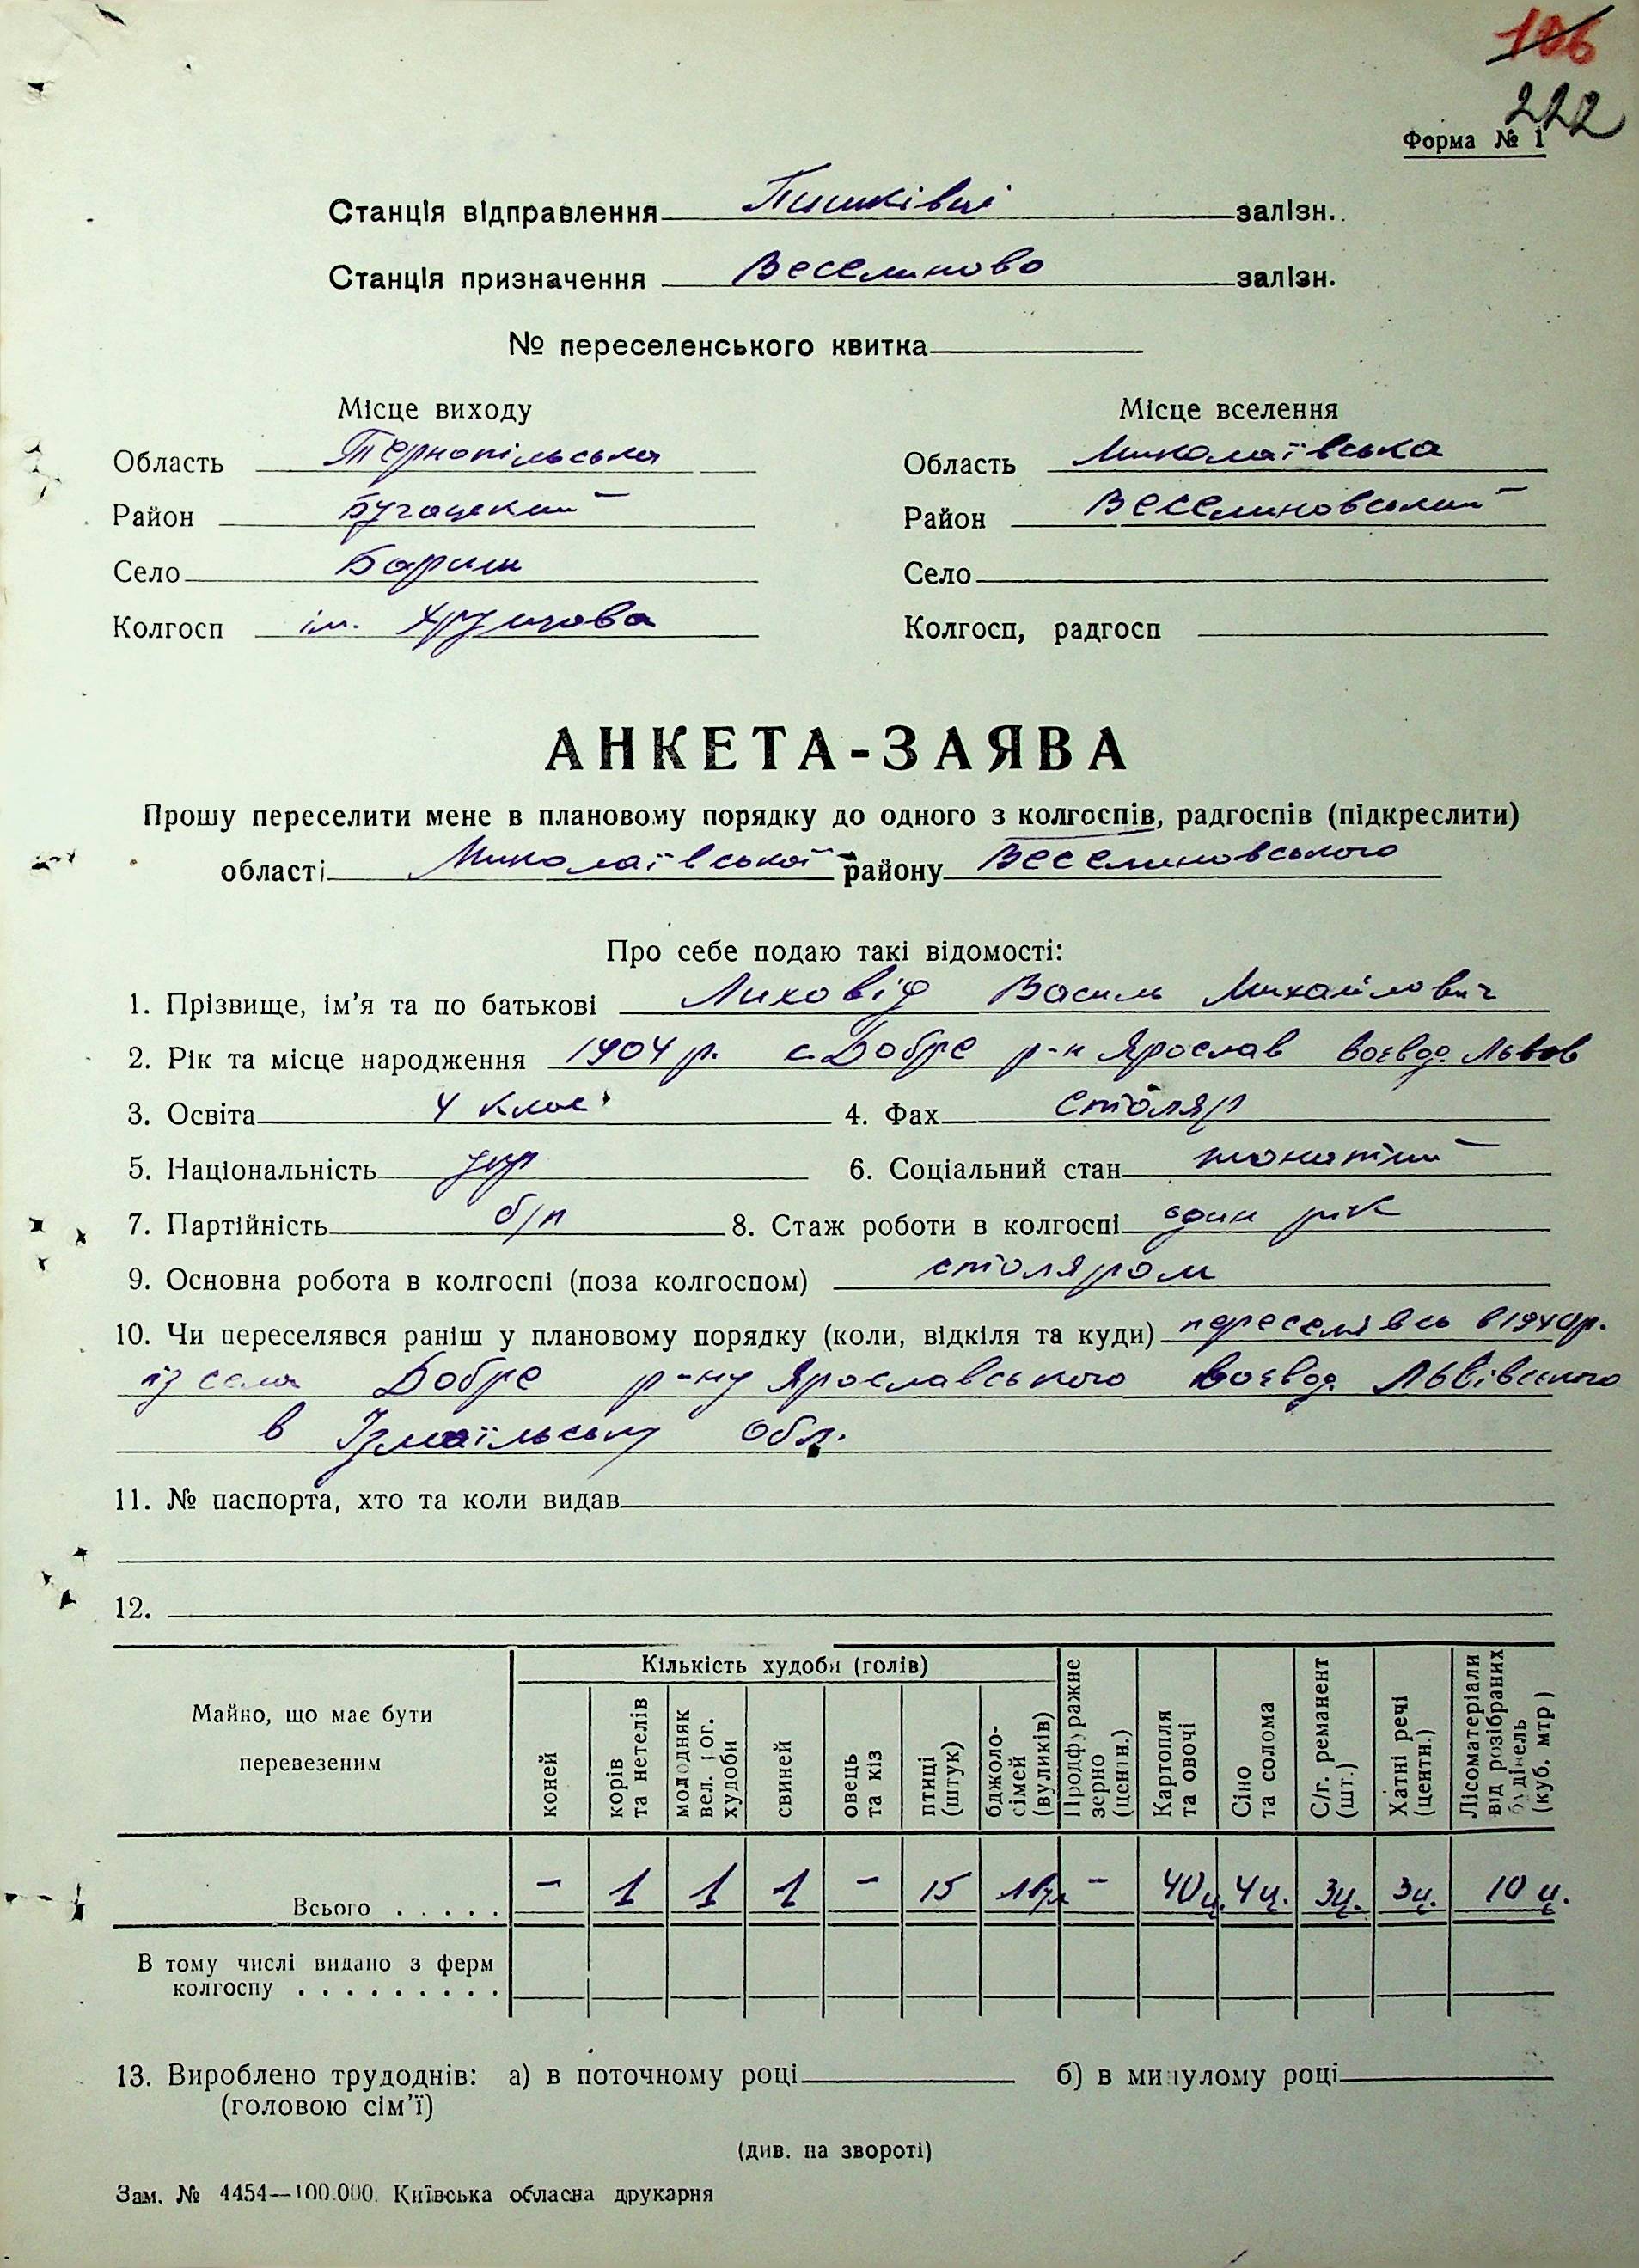 106
222
Форма № 1
Станція відправлення Пишківці залізн.
Станція призначення Веселиново залізн.
№ переселенського квитка
Місце виходу Місце вселення
Область Тернопільська Область Миколаївська
Район Бучацький Район Веселиновський
Село Бариш Село
Колгосп ім. Хрущова Колгосп, радгосп
АНКЕТА-ЗАЯВА
Прошу переселити мене в плановому порядку до одного з колгоспів, радгоспів (підкреслити)
області Миколаївської району Веселиновського
Про себе подаю такі відомості:
1. Прізвище, ім'я та по батькові Лиховід Василь Михайлович
2. Рік та місце народження 1904 р. с. Добре р-н Ярослав воєвод. Львов
3. Освіта 4 клас 4. Фах столяр
5. Національність укр 6. Соціальний стан
7. Партійність б/п 8. Стаж роботи в колгоспі один рік
9. Основна робота в колгоспі (поза колгоспом) столяром
10. Чи переселявся раніш у плановому порядку (коли, відкіля та куди) переселявсь в 1940 р.
із села Добре р-ну Ярославського воєвод. Львівського
в Ізмаїльську обл.
11. № паспорта, хто та коли видав
12.
Майно, що має бути перевезеним Кількість худоби (голів)
коней корів та нетелів молодняк вел. рог. худоби свиней овець та кіз птиці (штук) бджоло-сімей (вуликів) Продфуражне зерно (центн.) Картопля та овочі Сіно та солома С/г. реманент (шт.) Хатні речі (центн.) Лісоматеріали від розібраних будівель (куб. мтр)
Всього . . . . . – 1 1 1 – 15 1 вул – 40 ц. 4 ц. 3 ц. 3 ц. 10 ц.
В тому числі видано з ферм
колгоспу . . . . . . . . .
13. Вироблено трудоднів: а) в поточному році б) в минулому році
(головою сім'ї)
(див. на звороті)
Зам. № 4454—100.000. Київська обласна друкарня